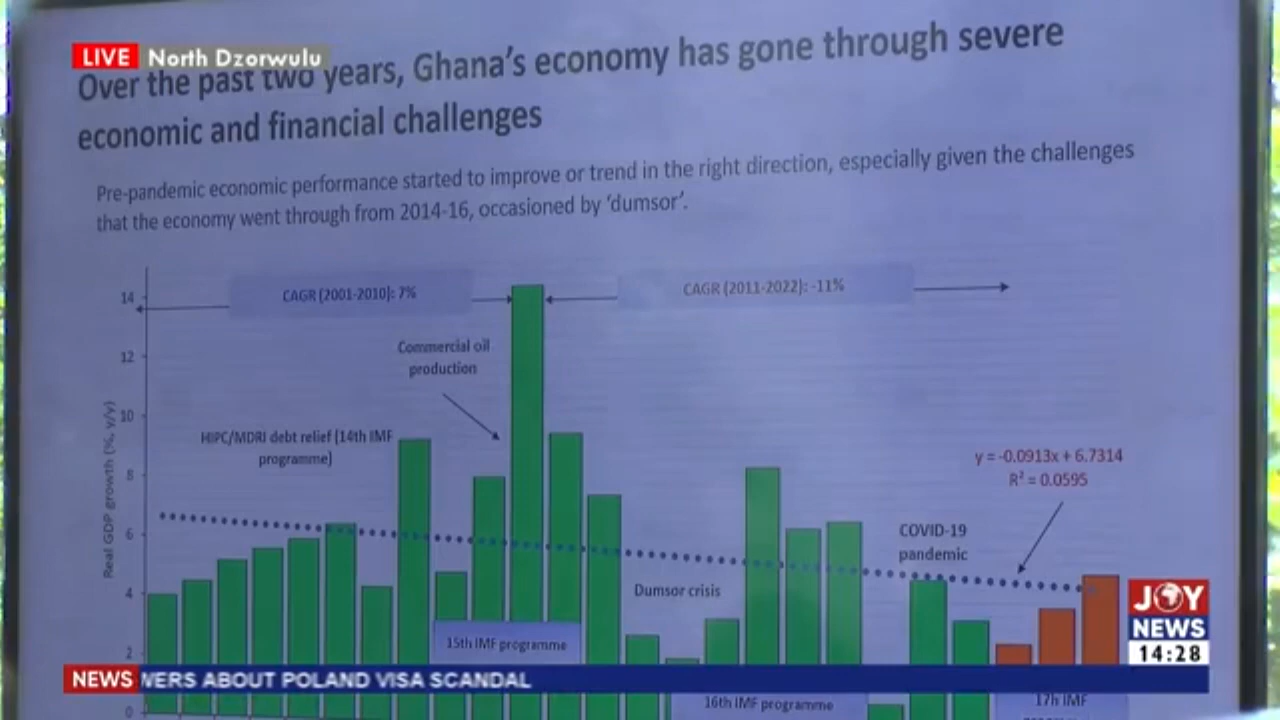 LIVE North Dzorwulu
Over the past two years, Ghana's economy has gone through severe
economic and financial challenges
Pre-pandemic economic performance started to improve or trend in the right direction, especially given the challenges
that the economy went through from 2014-16, occasioned by 'dumsor'.
CAGR (2001-2010): 7%
CAGR (2011-2022): -11%
Commercial oil
production
HIPC/MDRI debt relief (14th IMF
programme)
y = -0.0913x + 6.7314
R² = 0.0595
COVID-19
pandemic
Dumsor crisis
Real GDP growth (%, y/y)
14
12
10
8
6
4
2
0
15th IMF programme
16th IMF programme
17h IMF
JOY
NEWS
14:28
NEWS WERS ABOUT POLAND VISA SCANDAL